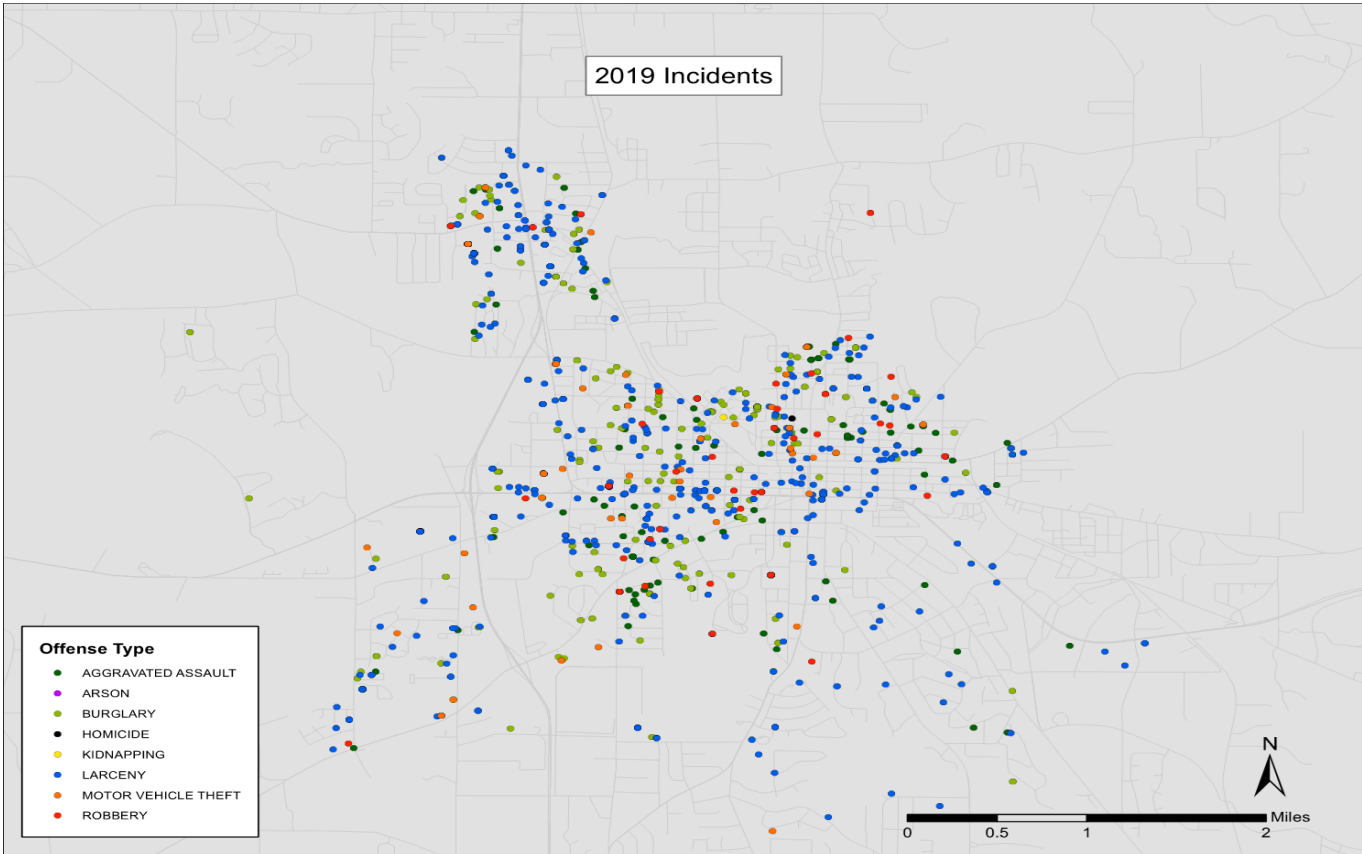 2019 Incidents
Offense Type
AGGRAVATED ASSAULT
ARSON
BURGLARY
HOMICIDE
KIDNAPPING
LARCENY
MOTOR VEHICLE THEFT
ROBBERY
N
Miles
0 0.5 1 2